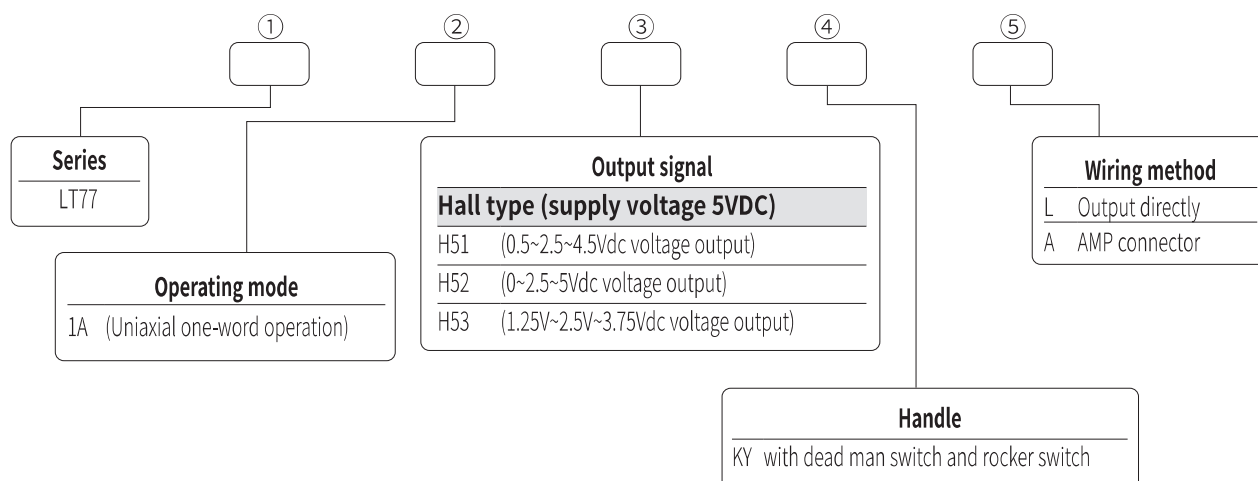 ① ② ③ ④ ⑤
Series
LT77
Operating mode
1A (Uniaxial one-word operation)
Output signal
Hall type (supply voltage 5VDC)
H51 (0.5~2.5~4.5Vdc voltage output)
H52 (0~2.5~5Vdc voltage output)
H53 (1.25V~2.5V~3.75Vdc voltage output)
Handle
KY with dead man switch and rocker switch
Wiring method
L Output directly
A AMP connector